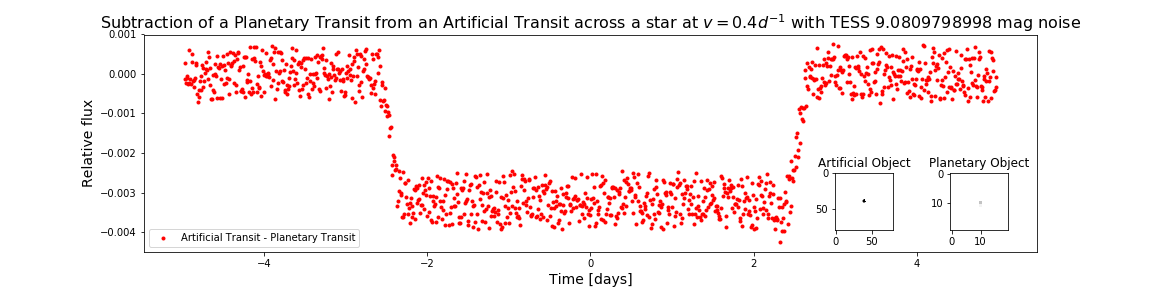 Subtraction of a Planetary Transit from an Artificial Transit across a star at v = 0.4d⁻¹ with TESS 9.0809798998 mag noise
0.001
0.000
−0.001
−0.002
−0.003
−0.004
Relative flux
Artificial Transit - Planetary Transit
Artificial Object
0
50
0 50
Planetary Object
0
10
0 10
−4 −2 0 2 4
Time [days]